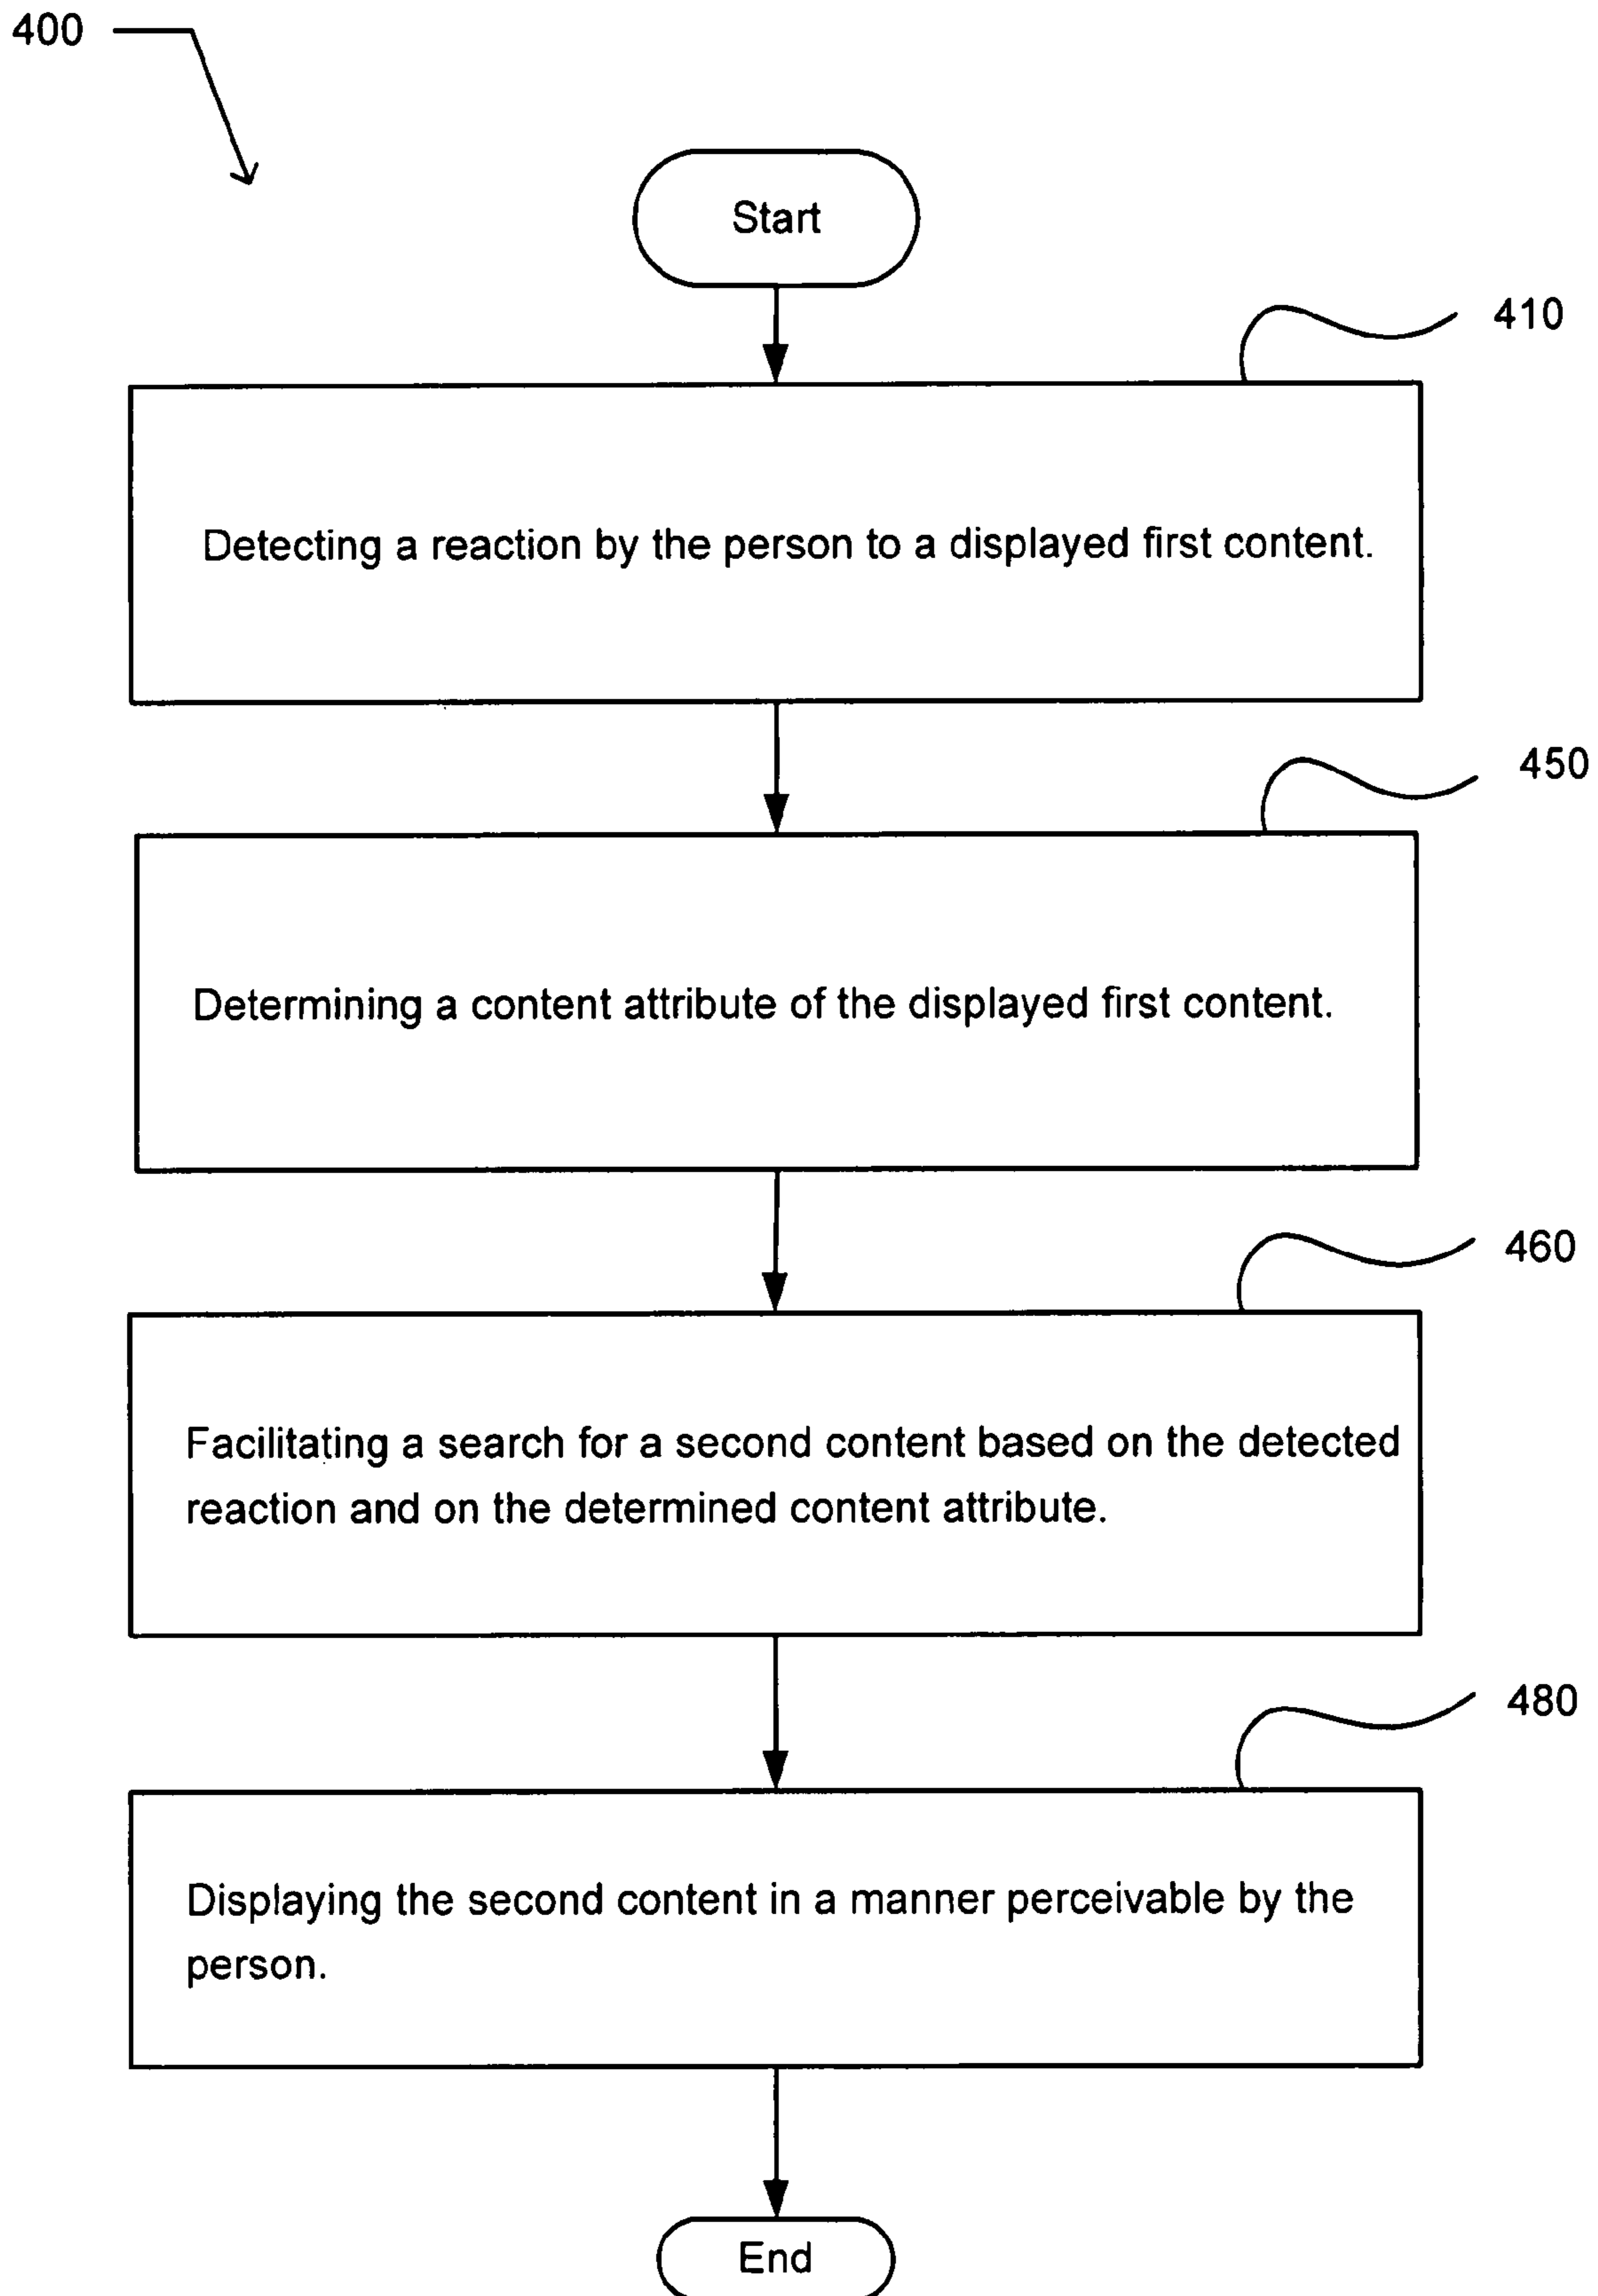 400
Start
410
Detecting a reaction by the person to a displayed first content.
450
Determining a content attribute of the displayed first content.
460
Facilitating a search for a second content based on the detected
reaction and on the determined content attribute.
480
Displaying the second content in a manner perceivable by the
person.
End